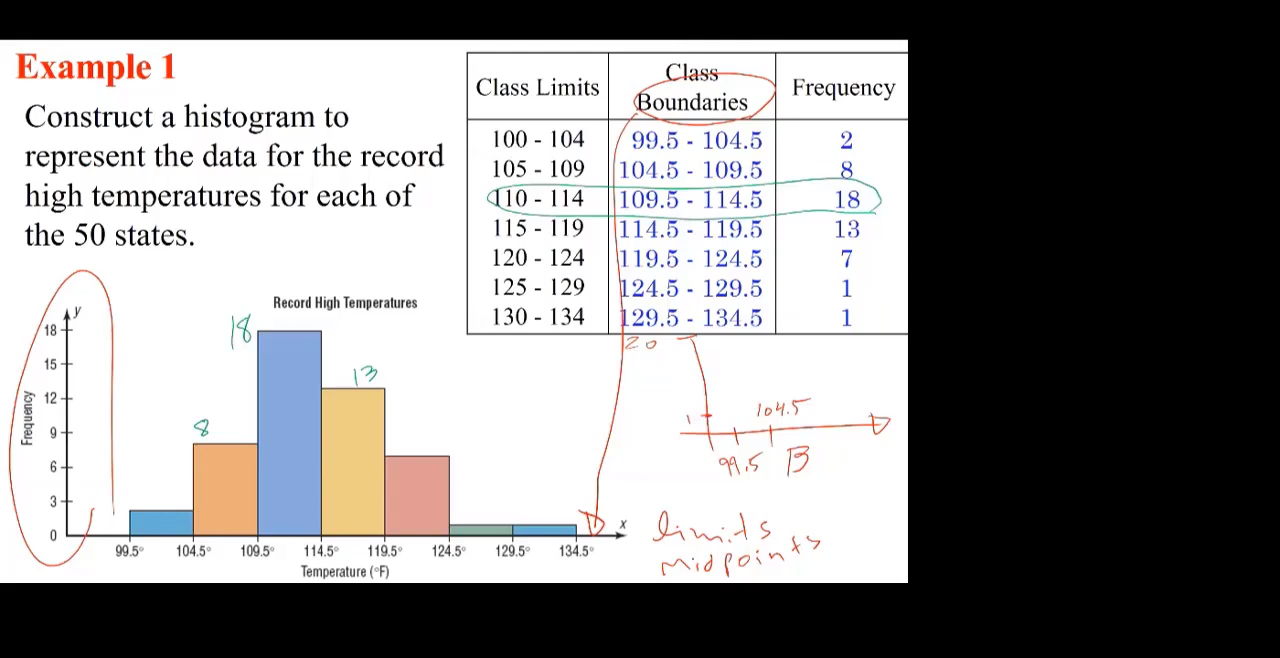 Example 1
Construct a histogram to
represent the data for the record
high temperatures for each of
the 50 states.
Class Limits Class Boundaries Frequency
100 - 104 99.5 - 104.5 2
105 - 109 104.5 - 109.5 8
110 - 114 109.5 - 114.5 18
115 - 119 114.5 - 119.5 13
120 - 124 119.5 - 124.5 7
125 - 129 124.5 - 129.5 1
130 - 134 129.5 - 134.5 1
Record High Temperatures
y
18
15
12
9
6
3
0
Frequency
8
18
13
99.5° 104.5° 109.5° 114.5° 119.5° 124.5° 129.5° 134.5°
x
Temperature (°F)
20
1
104.5
99.5 B
limits
midpoints